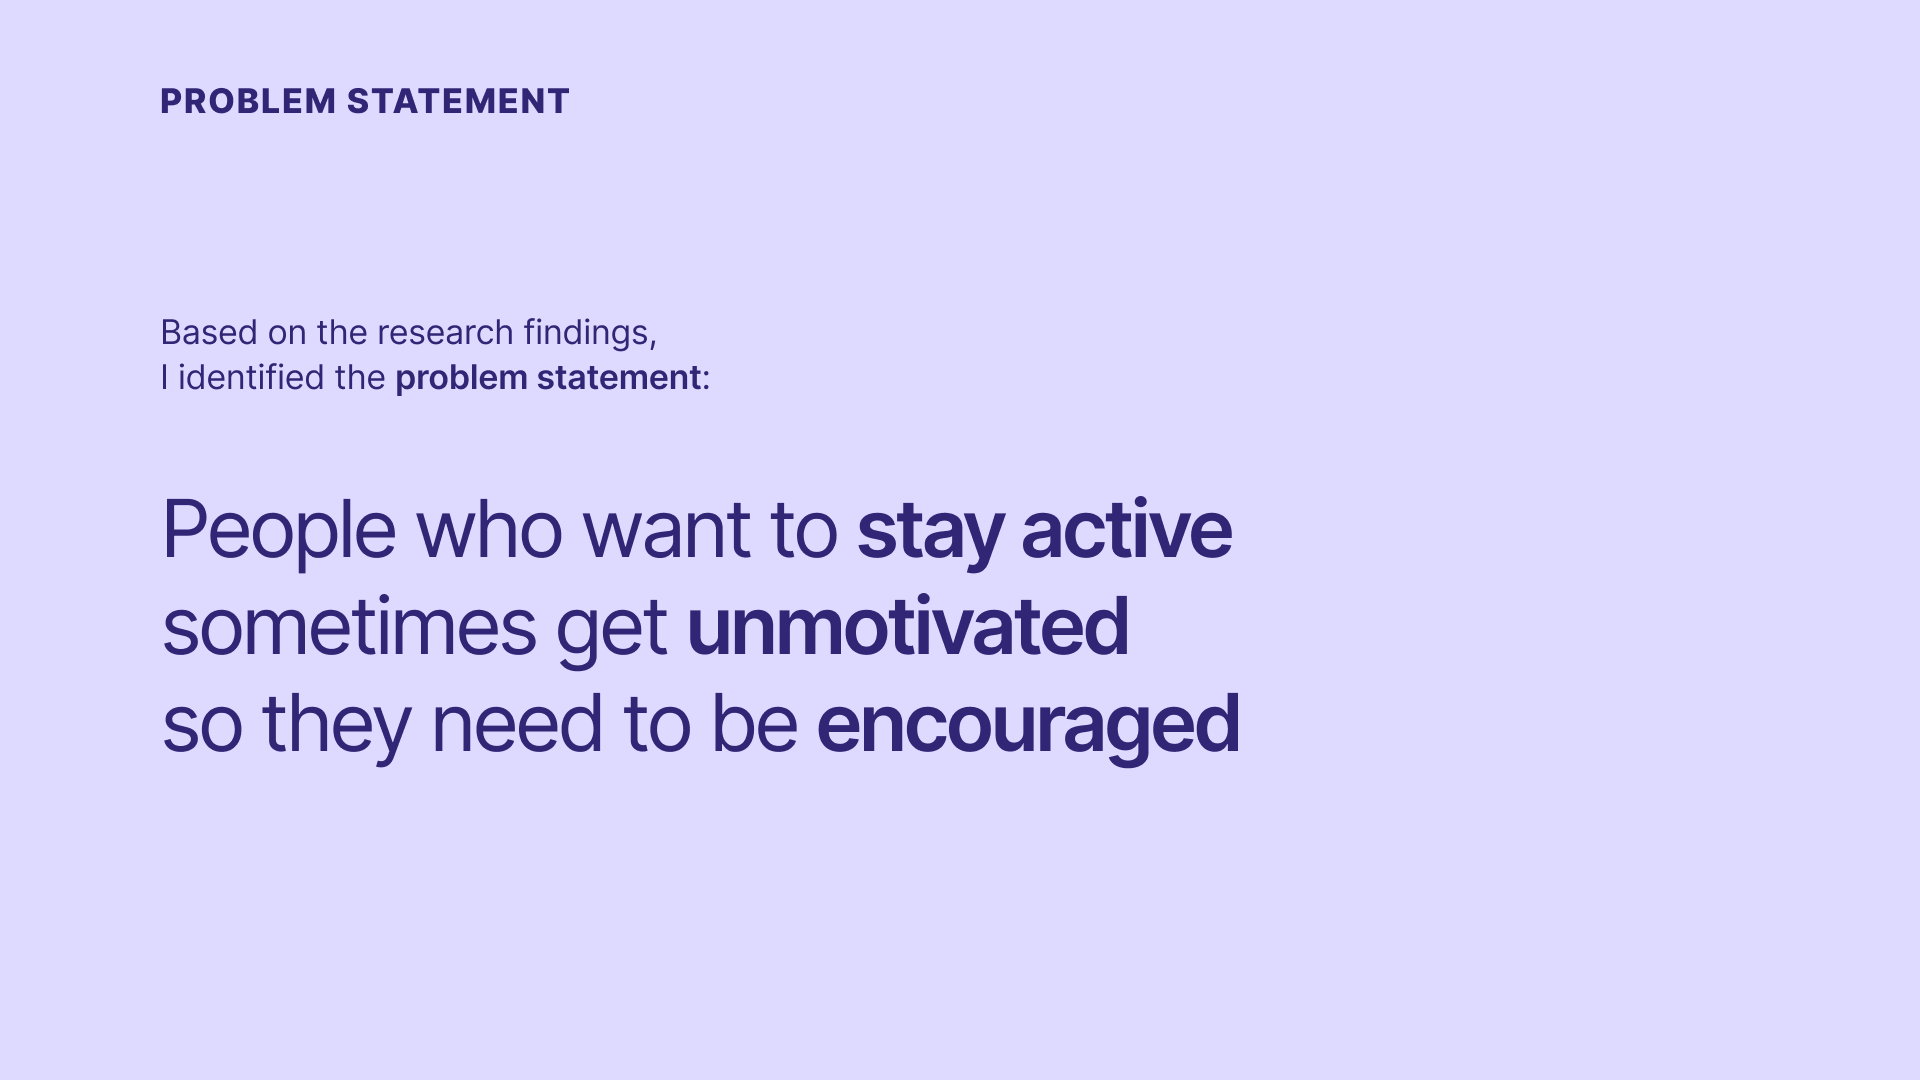 PROBLEM STATEMENT
Based on the research findings,
I identified the problem statement:
People who want to stay active
sometimes get unmotivated
so they need to be encouraged